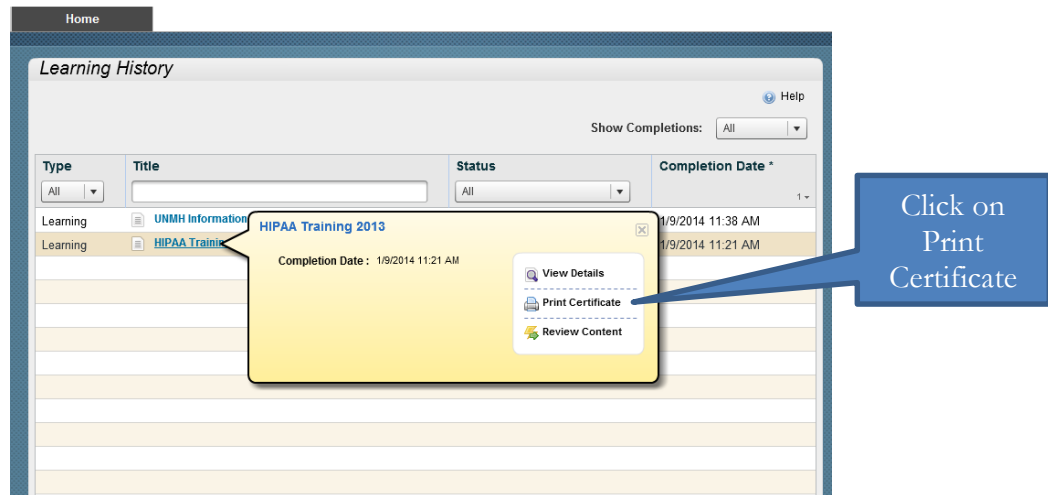 Home
Learning History
Help
Show Completions: All
Type Title Status Completion Date *
All All 1
Learning UNMH Information 1/9/2014 11:38 AM
Learning HIPAA Trainin 1/9/2014 11:21 AM
HIPAA Training 2013
Completion Date : 1/9/2014 11:21 AM
View Details
Print Certificate
Review Content
Click on
Print
Certificate